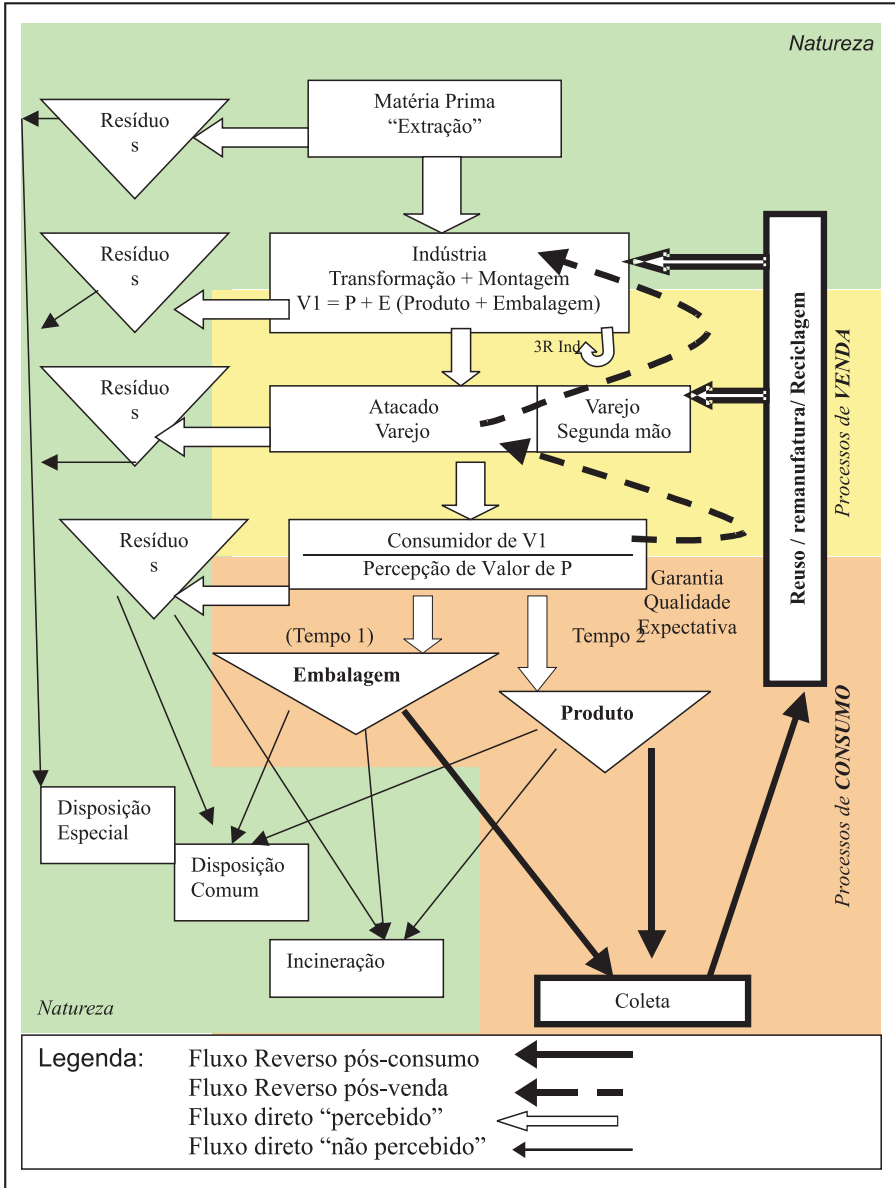 Natureza
Matéria Prima
“Extração”
Resíduo
s
Indústria
Transformação + Montagem
V1 = P + E (Produto + Embalagem)
Resíduo
s
3R Ind
Atacado
Varejo
Varejo
Segunda mão
Resíduo
s
Reuso / remanufatura/ Reciclagem
Processos de VENDA
Consumidor de V1
Percepção de Valor de P
Resíduo
s
Garantia
Qualidade
Expectativa
(Tempo 1)
Tempo 2
Embalagem
Produto
Processos de CONSUMO
Disposição
Especial
Disposição
Comum
Incineração
Coleta
Natureza
Legenda:
Fluxo Reverso pós-consumo
Fluxo Reverso pós-venda
Fluxo direto “percebido”
Fluxo direto “não percebido”